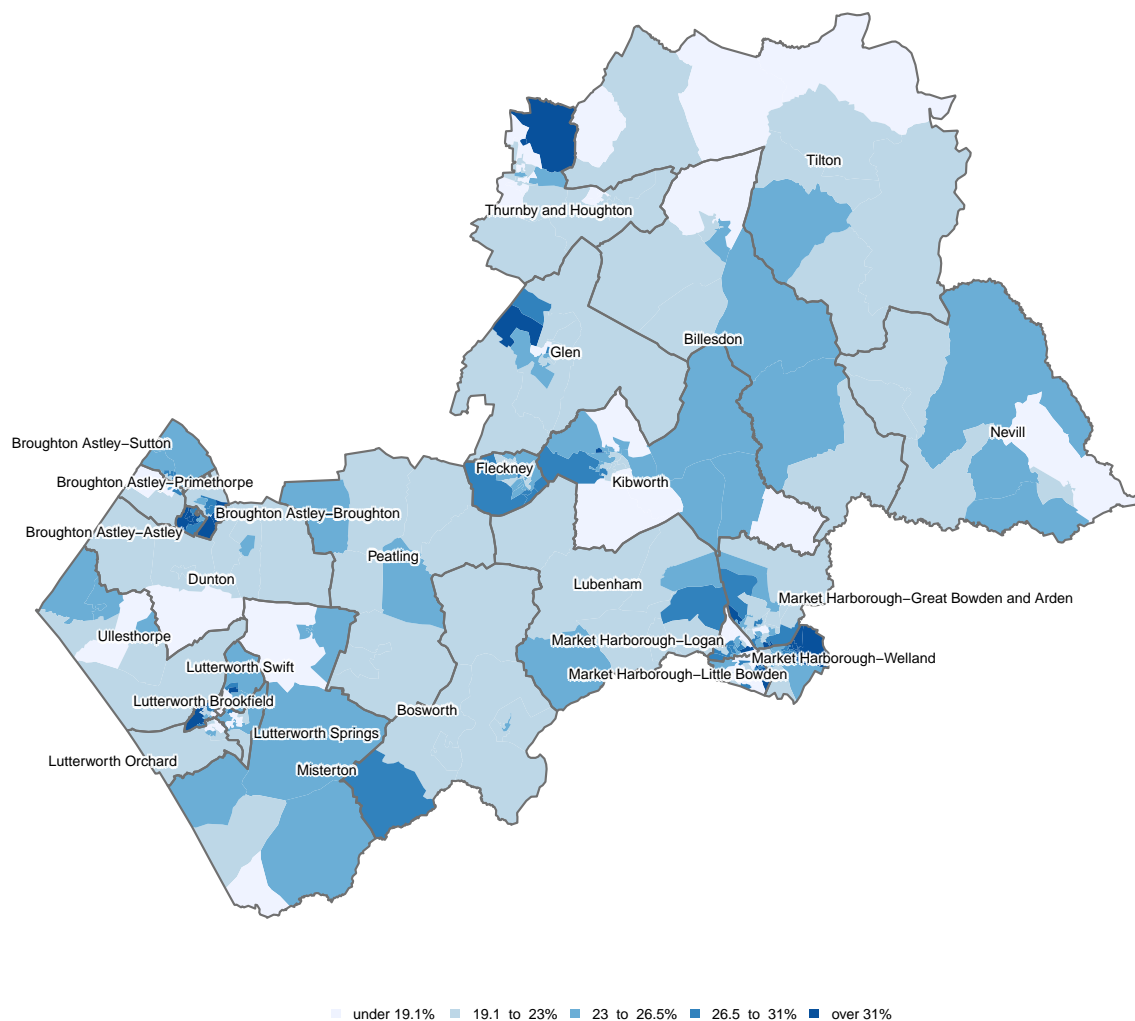 Tilton
Thurnby and Houghton
Billesdon
Glen
Nevill
Broughton Astley−Sutton
Fleckney
Broughton Astley−Primethorpe
Kibworth
Broughton Astley−Broughton
Broughton Astley−Astley
Peatling
Dunton
Lubenham
Market Harborough−Great Bowden and Arden
Ullesthorpe
Market Harborough−Logan
Market Harborough−Welland
Lutterworth Swift
Market Harborough−Little Bowden
Lutterworth Brookfield
Bosworth
Lutterworth Springs
Lutterworth Orchard
Misterton
under 19.1% 19.1 to 23% 23 to 26.5% 26.5 to 31% over 31%